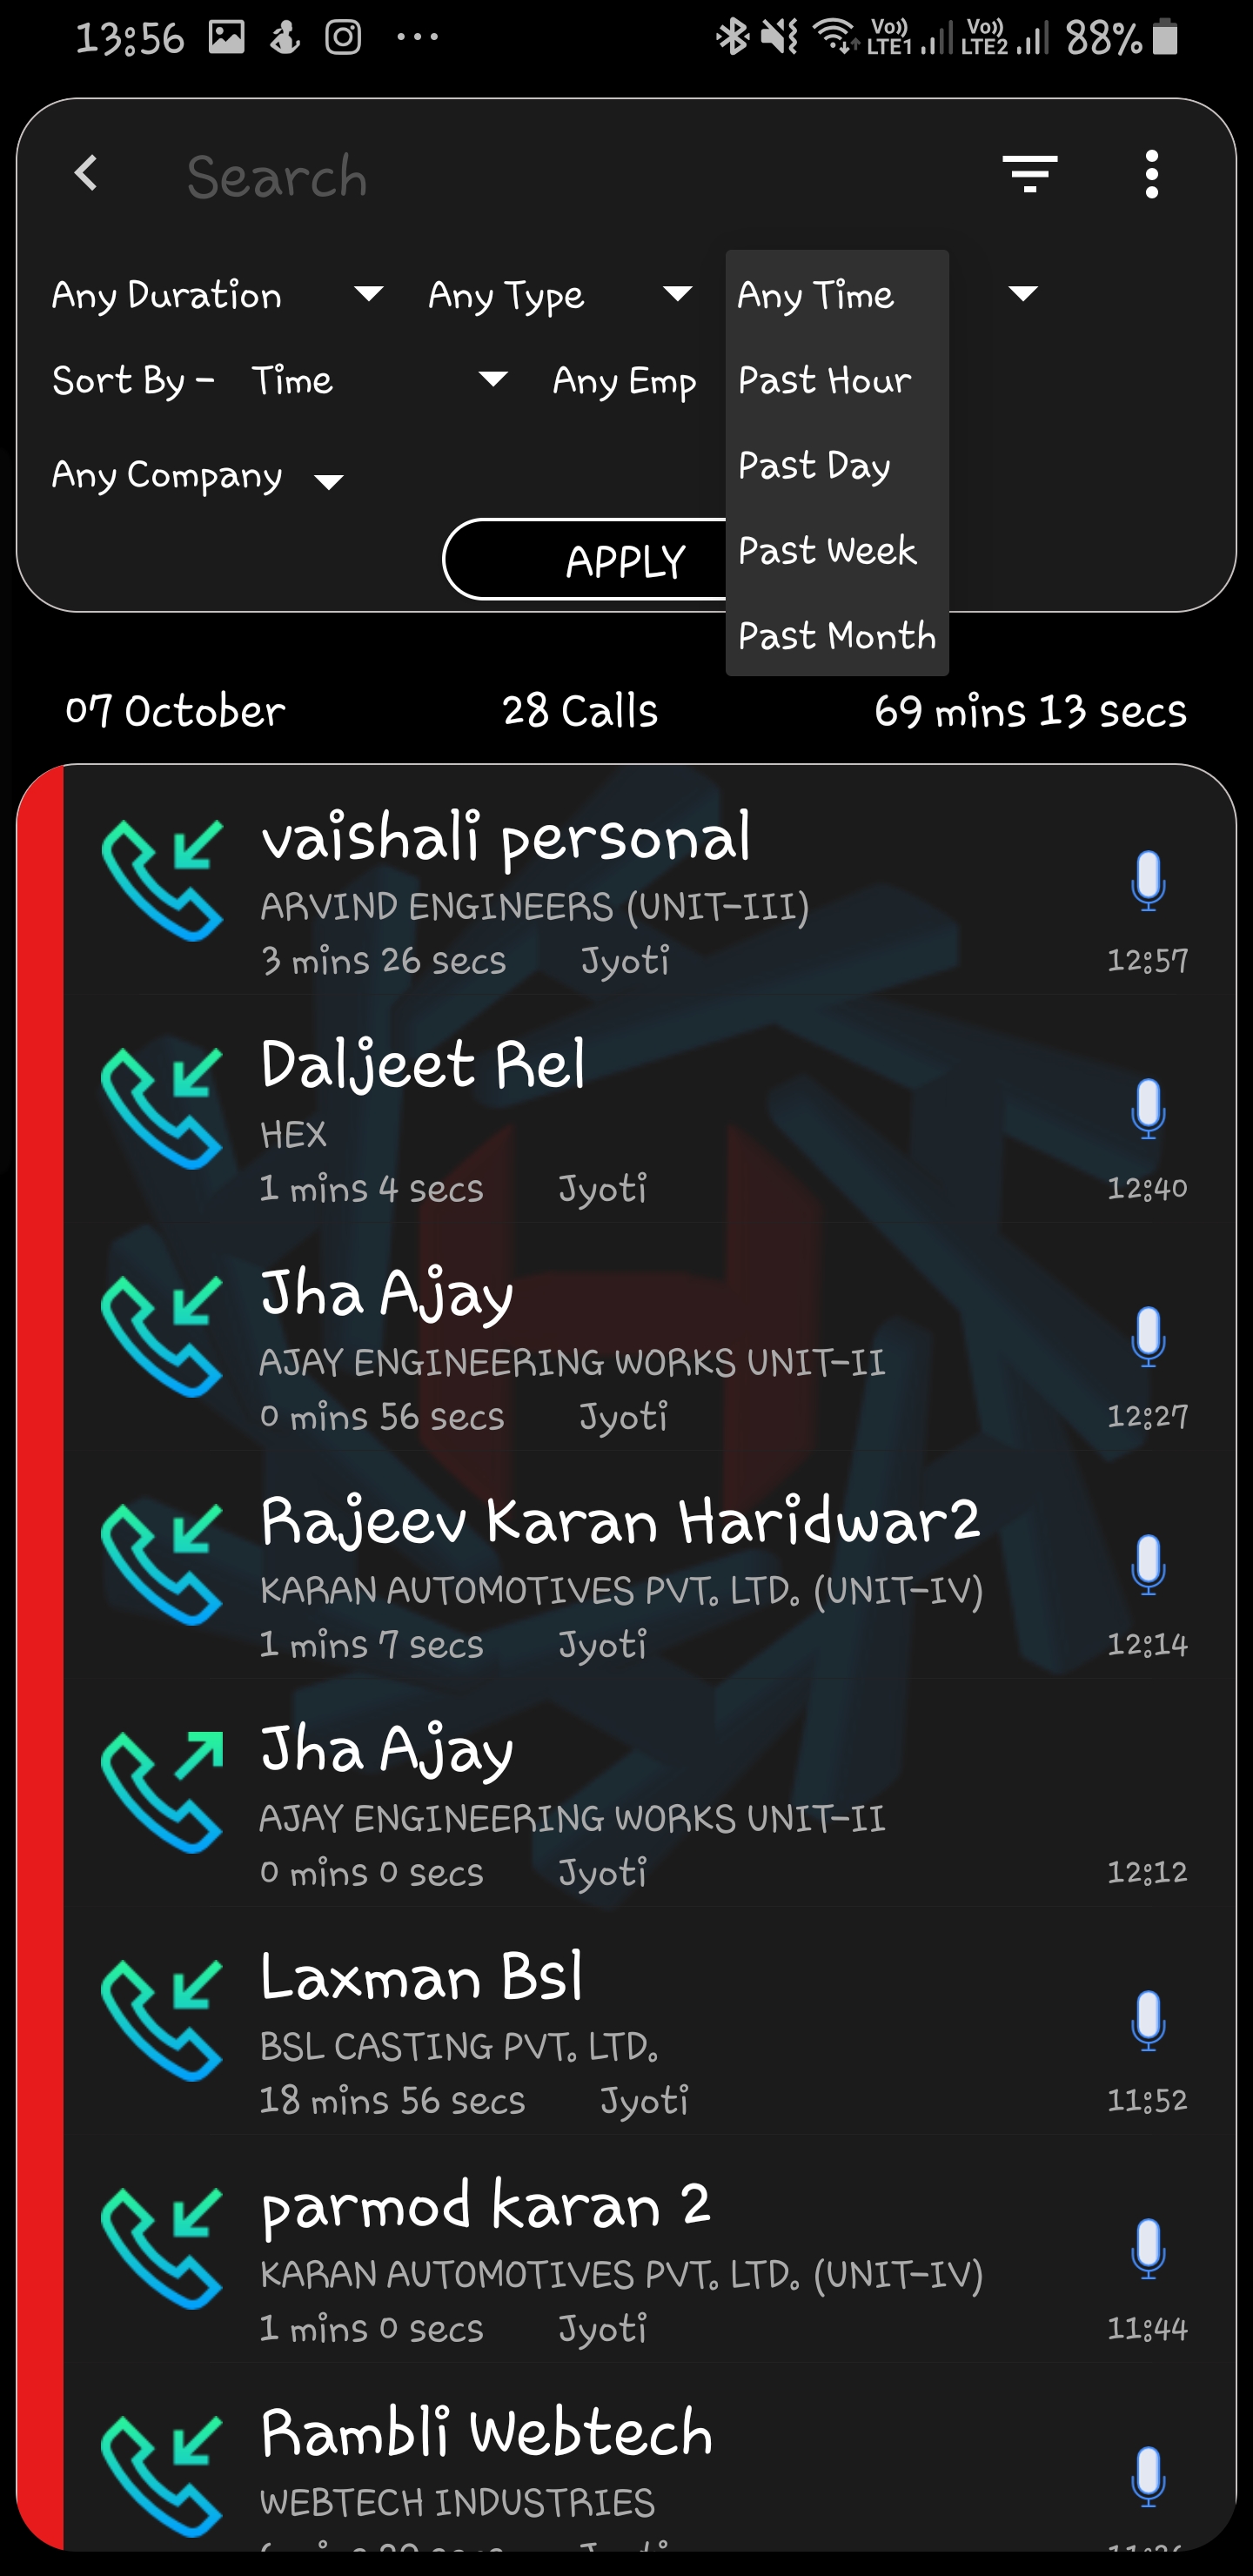 13:56 Vo)) LTE1 Vo)) LTE2 88%
Search
Any Duration Any Type Any Time
Sort By - Time Any Emp Past Hour
Past Day
Any Company
Past Week
APPLY
Past Month
07 October 28 Calls 69 mins 13 secs
vaishali personal
ARVIND ENGINEERS (UNIT-III)
3 mins 26 secs Jyoti 12:57
Daljeet Rel
HEX
1 mins 4 secs Jyoti 12:40
Jha Ajay
AJAY ENGINEERING WORKS UNIT-II
0 mins 56 secs Jyoti 12:27
Rajeev Karan Haridwar2
KARAN AUTOMOTIVES PVT. LTD. (UNIT-IV)
1 mins 7 secs Jyoti 12:14
Jha Ajay
AJAY ENGINEERING WORKS UNIT-II
0 mins 0 secs Jyoti 12:12
Laxman Bsl
BSL CASTING PVT. LTD.
18 mins 56 secs Jyoti 11:52
parmod karan 2
KARAN AUTOMOTIVES PVT. LTD. (UNIT-IV)
1 mins 0 secs Jyoti 11:44
Rambli Webtech
WEBTECH INDUSTRIES